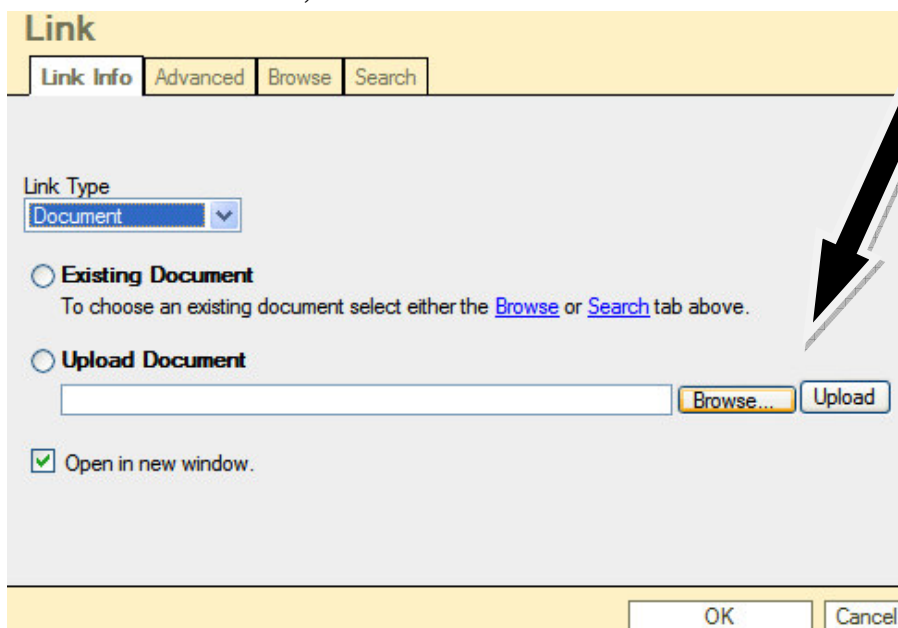 Link
Link Info Advanced Browse Search
Link Type
Document
Existing Document
To choose an existing document select either the Browse or Search tab above.
Upload Document
Browse... Upload
Open in new window.
OK Cancel